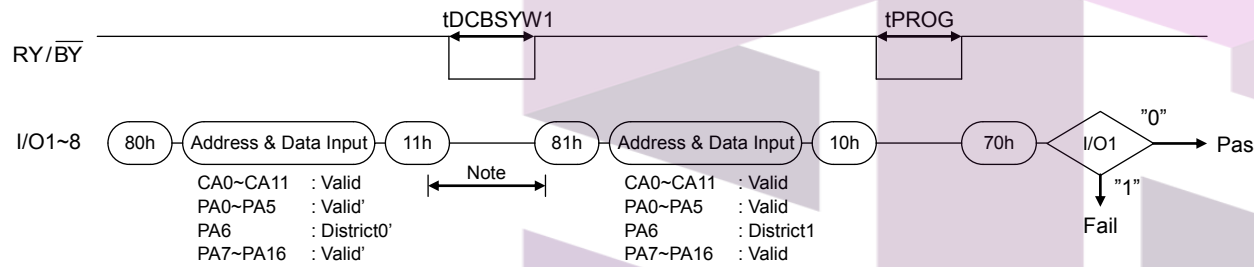 tDCBSYW1 tPROG
RY/BY
I/O1~8 80h Address & Data Input 11h 81h Address & Data Input 10h 70h I/O1 "0" Pas
Note
"1"
Fail
CA0~CA11 : Valid
PA0~PA5 : Valid'
PA6 : District0'
PA7~PA16 : Valid'
CA0~CA11 : Valid
PA0~PA5 : Valid
PA6 : District1
PA7~PA16 : Valid